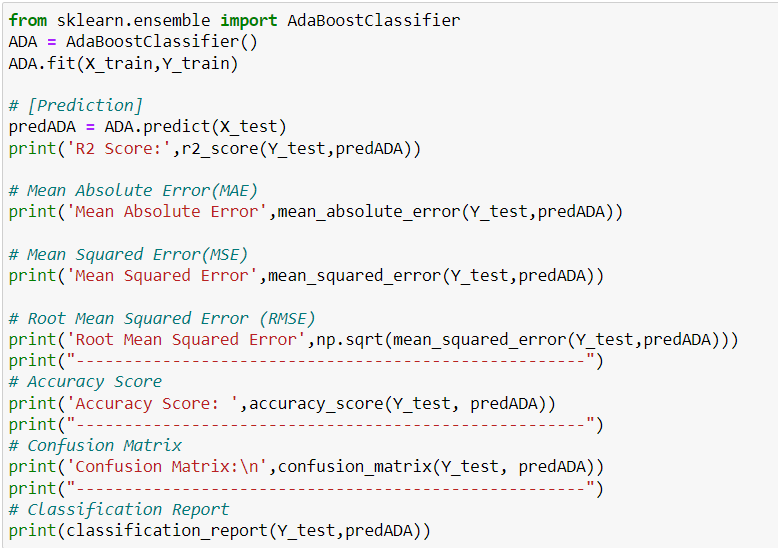 from sklearn.ensemble import AdaBoostClassifier
ADA = AdaBoostClassifier()
ADA.fit(X_train,Y_train)
# [Prediction]
predADA = ADA.predict(X_test)
print('R2 Score:',r2_score(Y_test,predADA))
# Mean Absolute Error(MAE)
print('Mean Absolute Error',mean_absolute_error(Y_test,predADA))
# Mean Squared Error(MSE)
print('Mean Squared Error',mean_squared_error(Y_test,predADA))
# Root Mean Squared Error (RMSE)
print('Root Mean Squared Error',np.sqrt(mean_squared_error(Y_test,predADA)))
print("------------------------------------------------------")
# Accuracy Score
print('Accuracy Score: ',accuracy_score(Y_test, predADA))
print("------------------------------------------------------")
# Confusion Matrix
print('Confusion Matrix:\n',confusion_matrix(Y_test, predADA))
print("------------------------------------------------------")
# Classification Report
print(classification_report(Y_test,predADA))